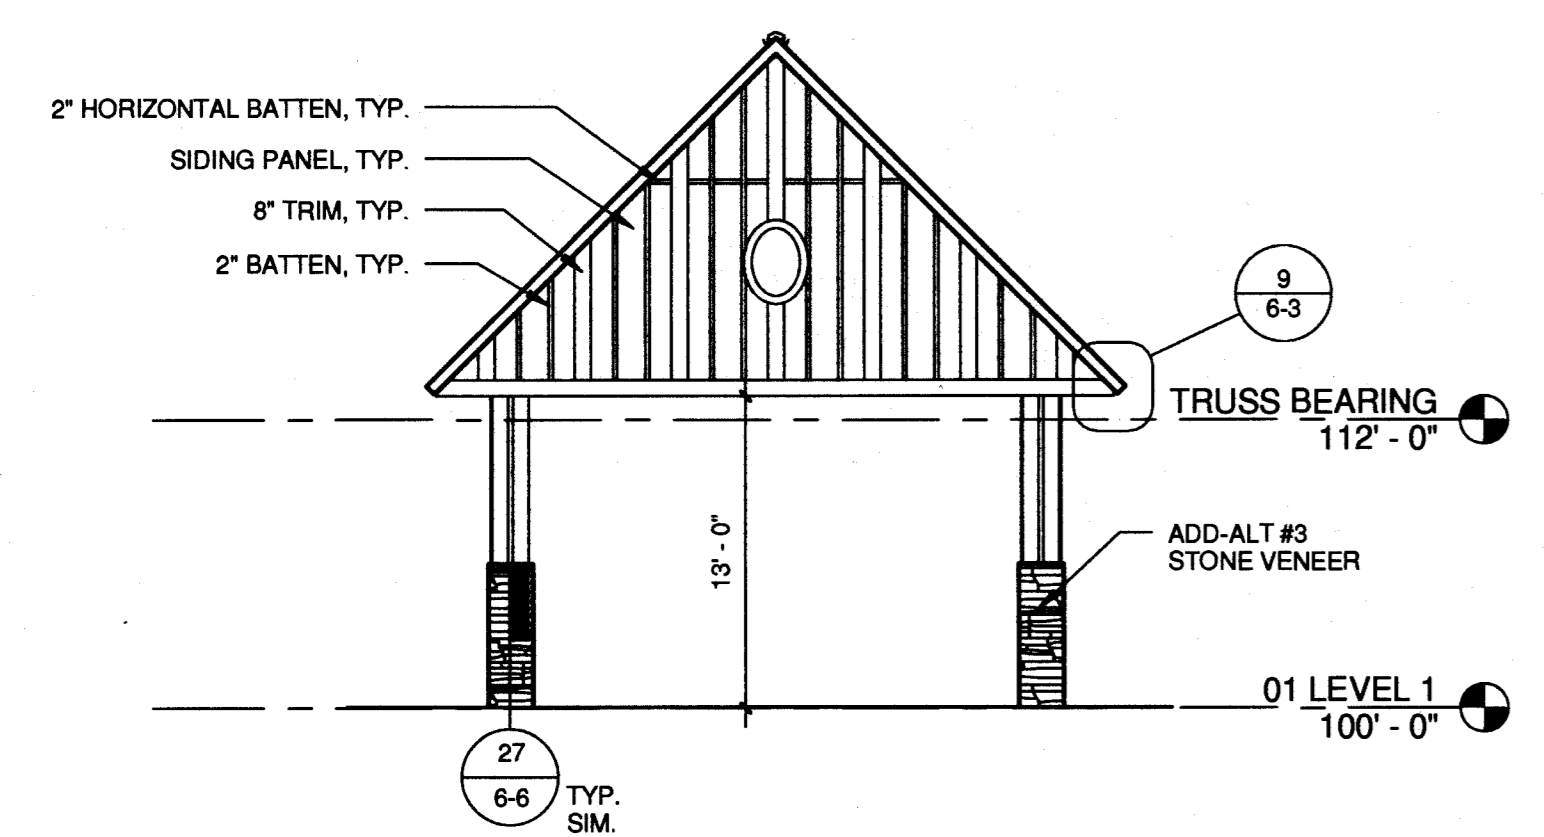 2" HORIZONTAL BATTEN, TYP.
SIDING PANEL, TYP.
8" TRIM, TYP.
2" BATTEN, TYP.
9
6-3
TRUSS BEARING
112' - 0"
13' - 0"
ADD-ALT #3
STONE VENEER
01 LEVEL 1
100' - 0"
27
6-6
TYP.
SIM.